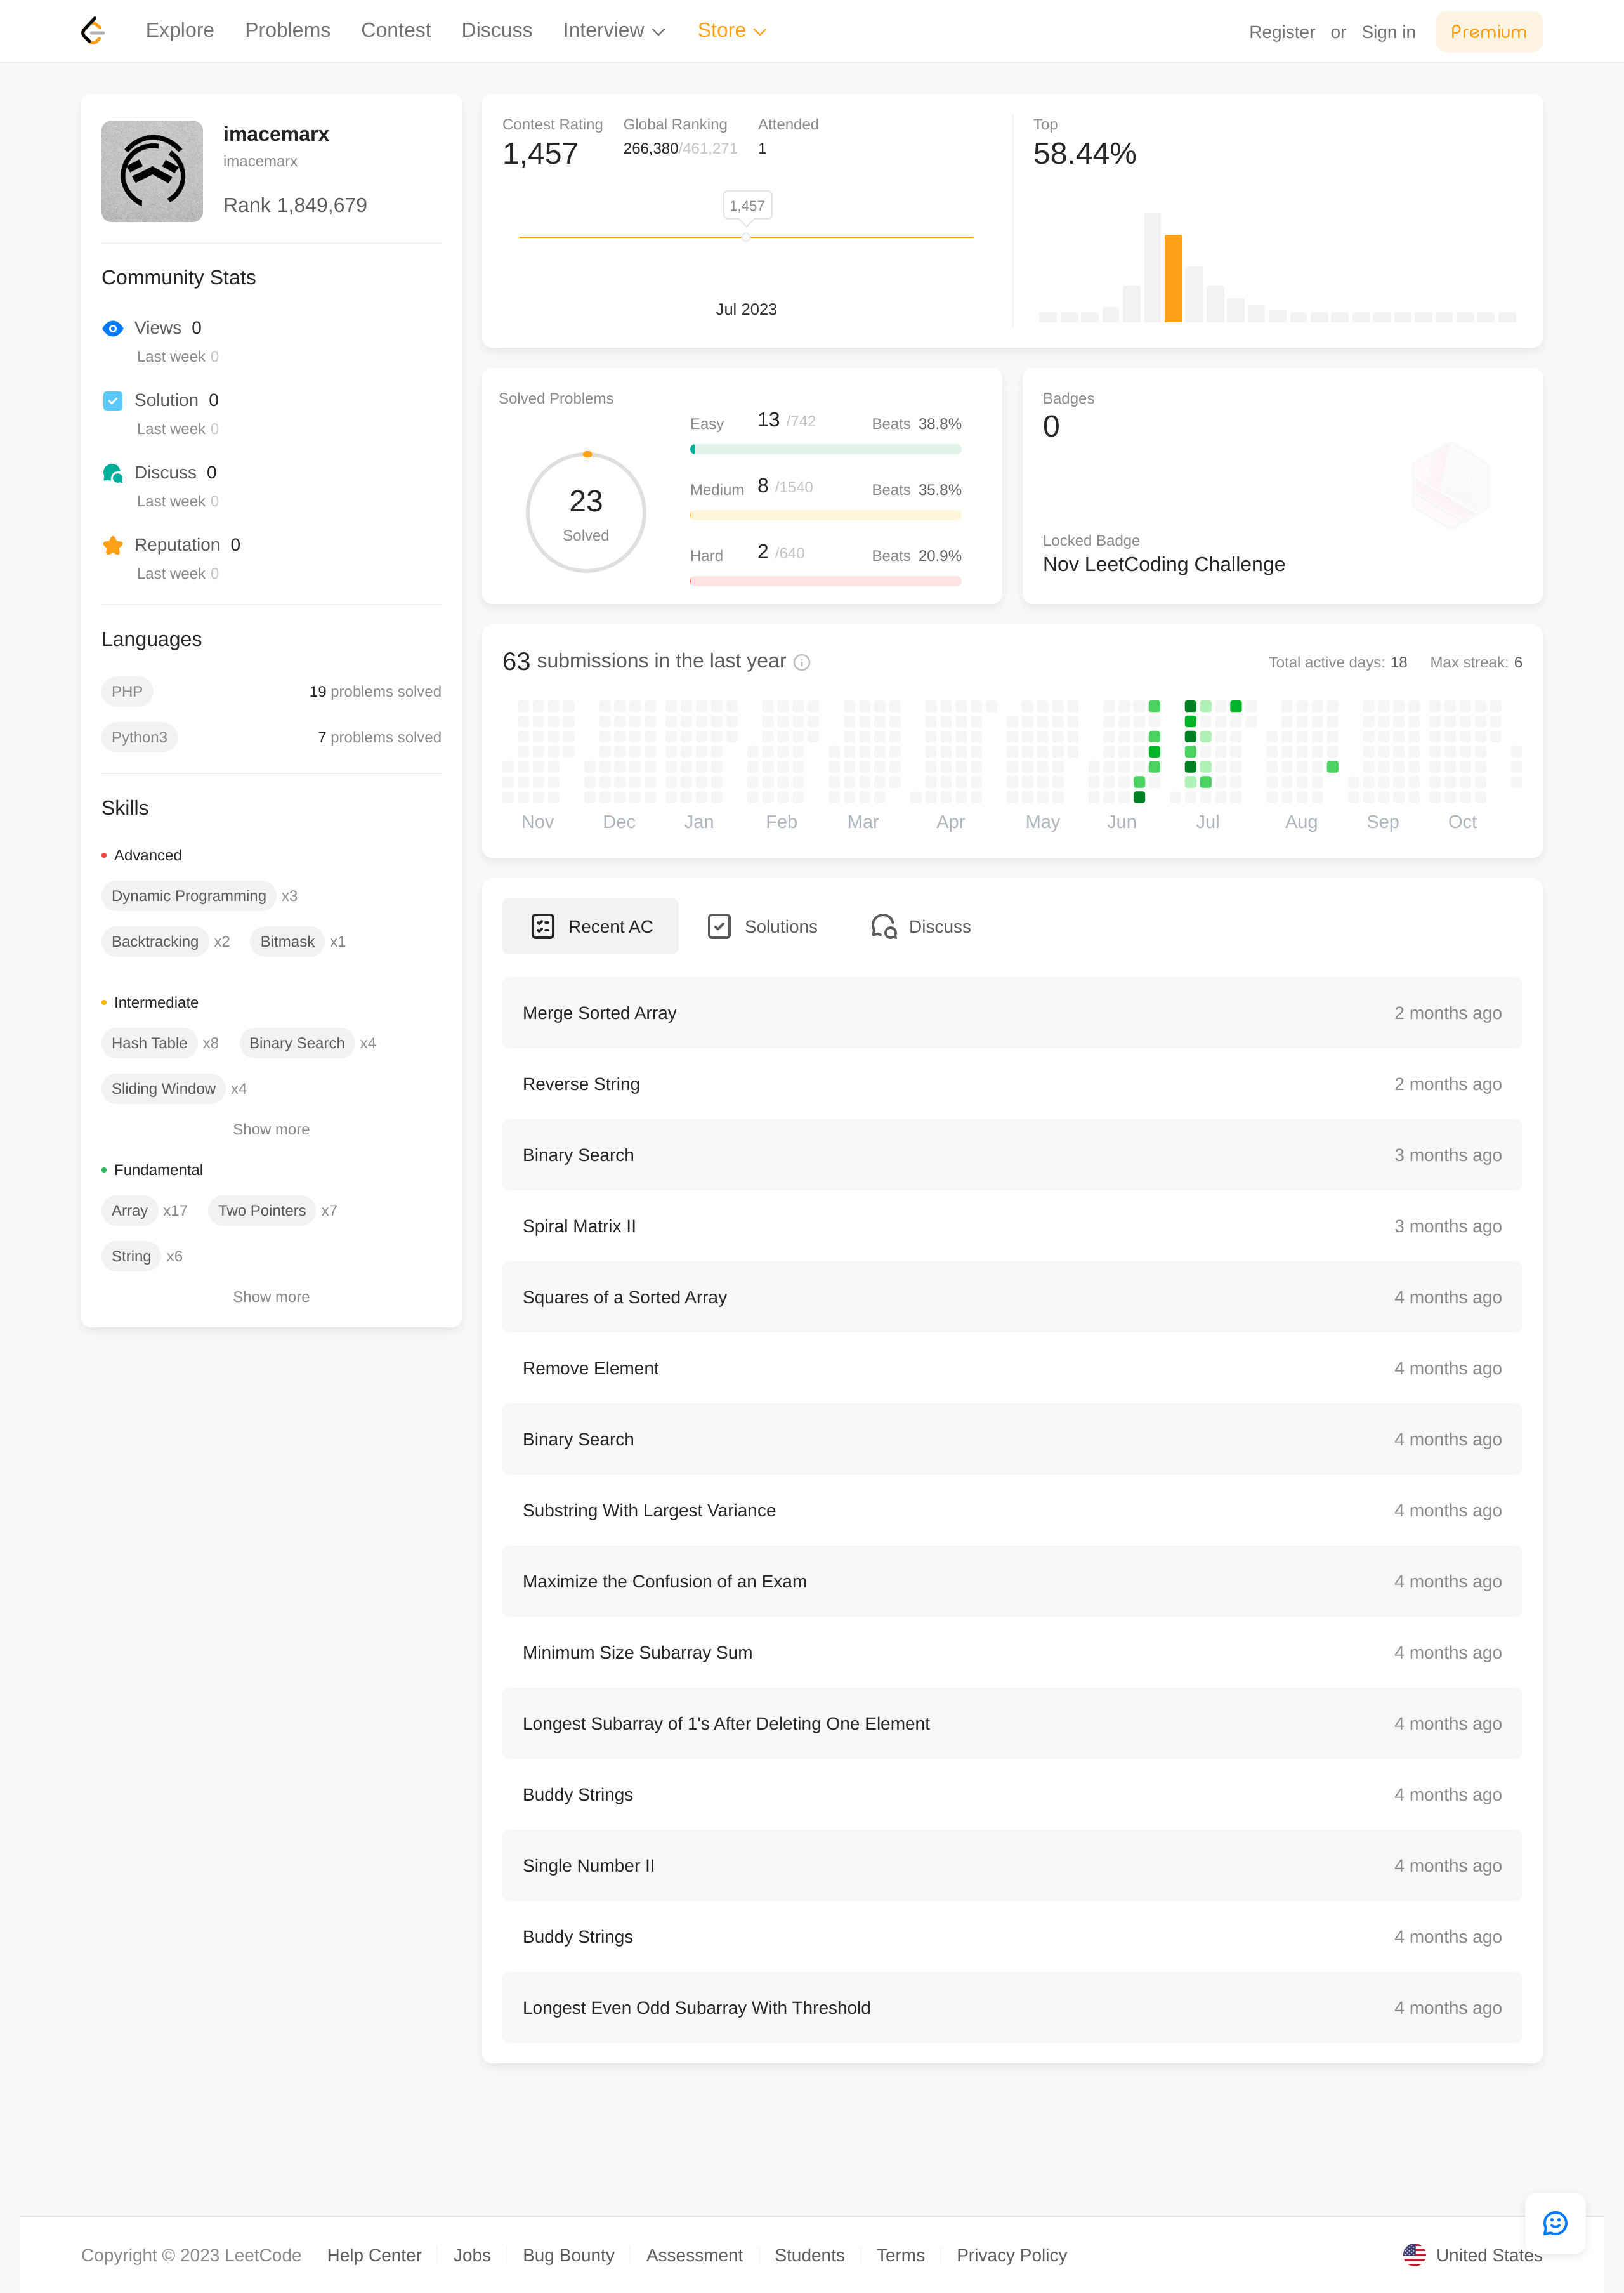 Explore Problems Contest Discuss Interview Store Register or Sign in Premium
imacemarx
imacemarx
Rank 1,849,679
Community Stats
Views 0
Last week 0
Solution 0
Last week 0
Discuss 0
Last week 0
Reputation 0
Last week 0
Languages
PHP 19 problems solved
Python3 7 problems solved
Skills
Advanced
Dynamic Programming x3
Backtracking x2 Bitmask x1
Intermediate
Hash Table x8 Binary Search x4
Sliding Window x4
Show more
Fundamental
Array x17 Two Pointers x7
String x6
Show more
Contest Rating Global Ranking Attended
1,457 266,380/461,271 1
1,457
Jul 2023
Top
58.44%
Solved Problems
23
Solved
Easy 13 /742 Beats 38.8%
Medium 8 /1540 Beats 35.8%
Hard 2 /640 Beats 20.9%
Badges
0
Locked Badge
Nov LeetCoding Challenge
63 submissions in the last year Total active days: 18 Max streak: 6
Nov Dec Jan Feb Mar Apr May Jun Jul Aug Sep Oct
Recent AC Solutions Discuss
Merge Sorted Array 2 months ago
Reverse String 2 months ago
Binary Search 3 months ago
Spiral Matrix II 3 months ago
Squares of a Sorted Array 4 months ago
Remove Element 4 months ago
Binary Search 4 months ago
Substring With Largest Variance 4 months ago
Maximize the Confusion of an Exam 4 months ago
Minimum Size Subarray Sum 4 months ago
Longest Subarray of 1's After Deleting One Element 4 months ago
Buddy Strings 4 months ago
Single Number II 4 months ago
Buddy Strings 4 months ago
Longest Even Odd Subarray With Threshold 4 months ago
Copyright © 2023 LeetCode Help Center Jobs Bug Bounty Assessment Students Terms Privacy Policy United States